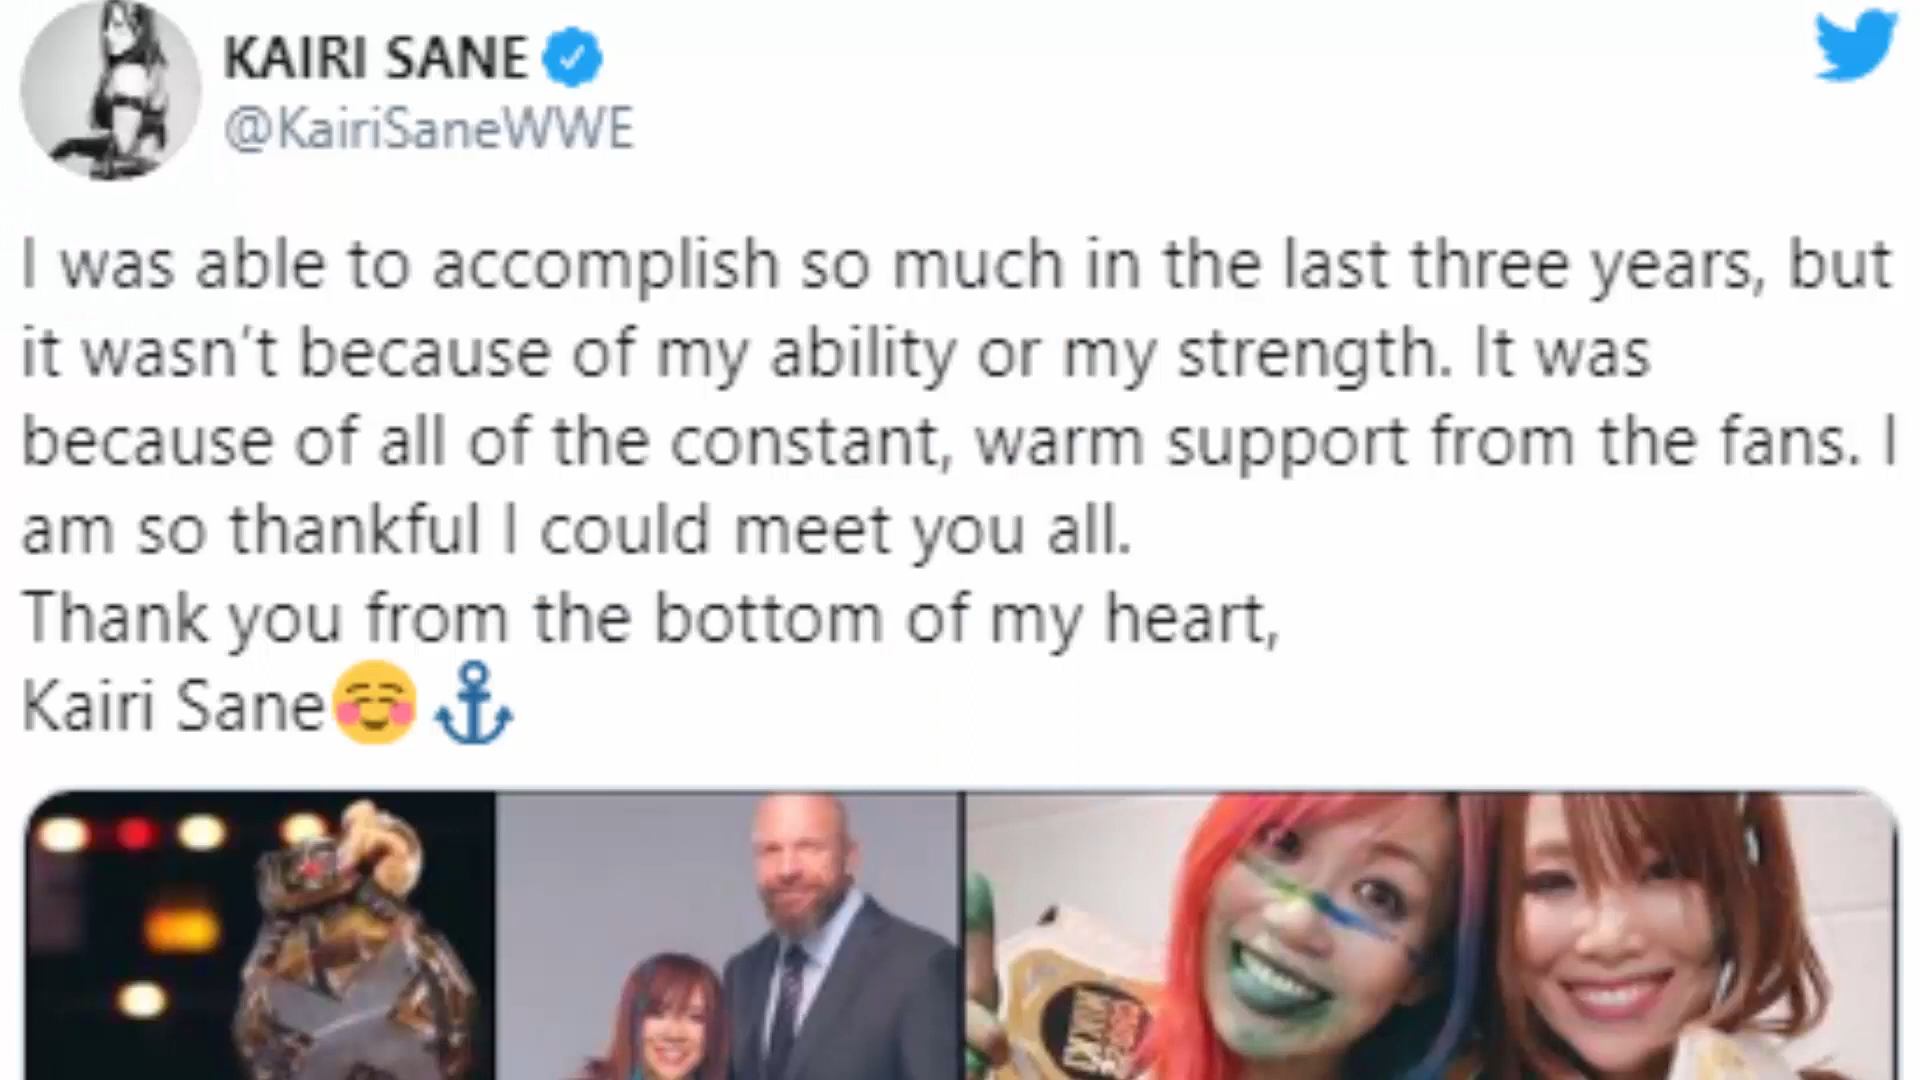 KAIRI SANE
@KairiSaneWWE
I was able to accomplish so much in the last three years, but
it wasn't because of my ability or my strength. It was
because of all of the constant, warm support from the fans. I
am so thankful I could meet you all.
Thank you from the bottom of my heart,
Kairi Sane☺️ ⚓